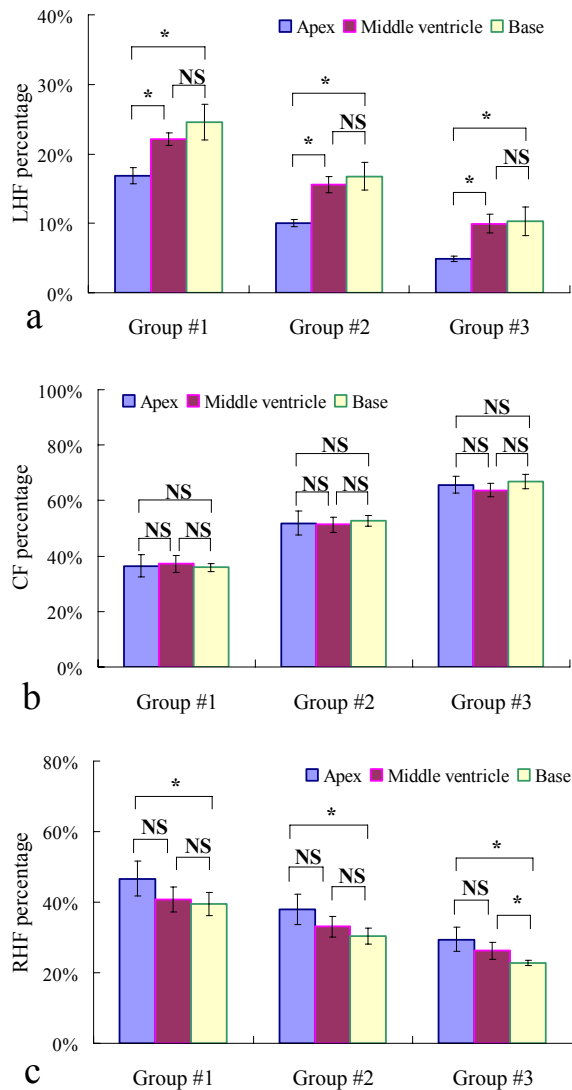 40%
Apex Middle ventricle Base
*
30%
*
NS
*
*
20%
*
NS
*
NS
10%
0%
LHF percentage
a
Group #1 Group #2 Group #3
100%
Apex Middle ventricle Base
NS
80%
NS
NS NS
60%
NS NS
NS
40%
NS NS
20%
0%
CF percentage
b
Group #1 Group #2 Group #3
80%
Apex Middle ventricle Base
*
60%
*
NS NS
*
NS
40%
NS
NS *
20%
0%
RHF percentage
c
Group #1 Group #2 Group #3